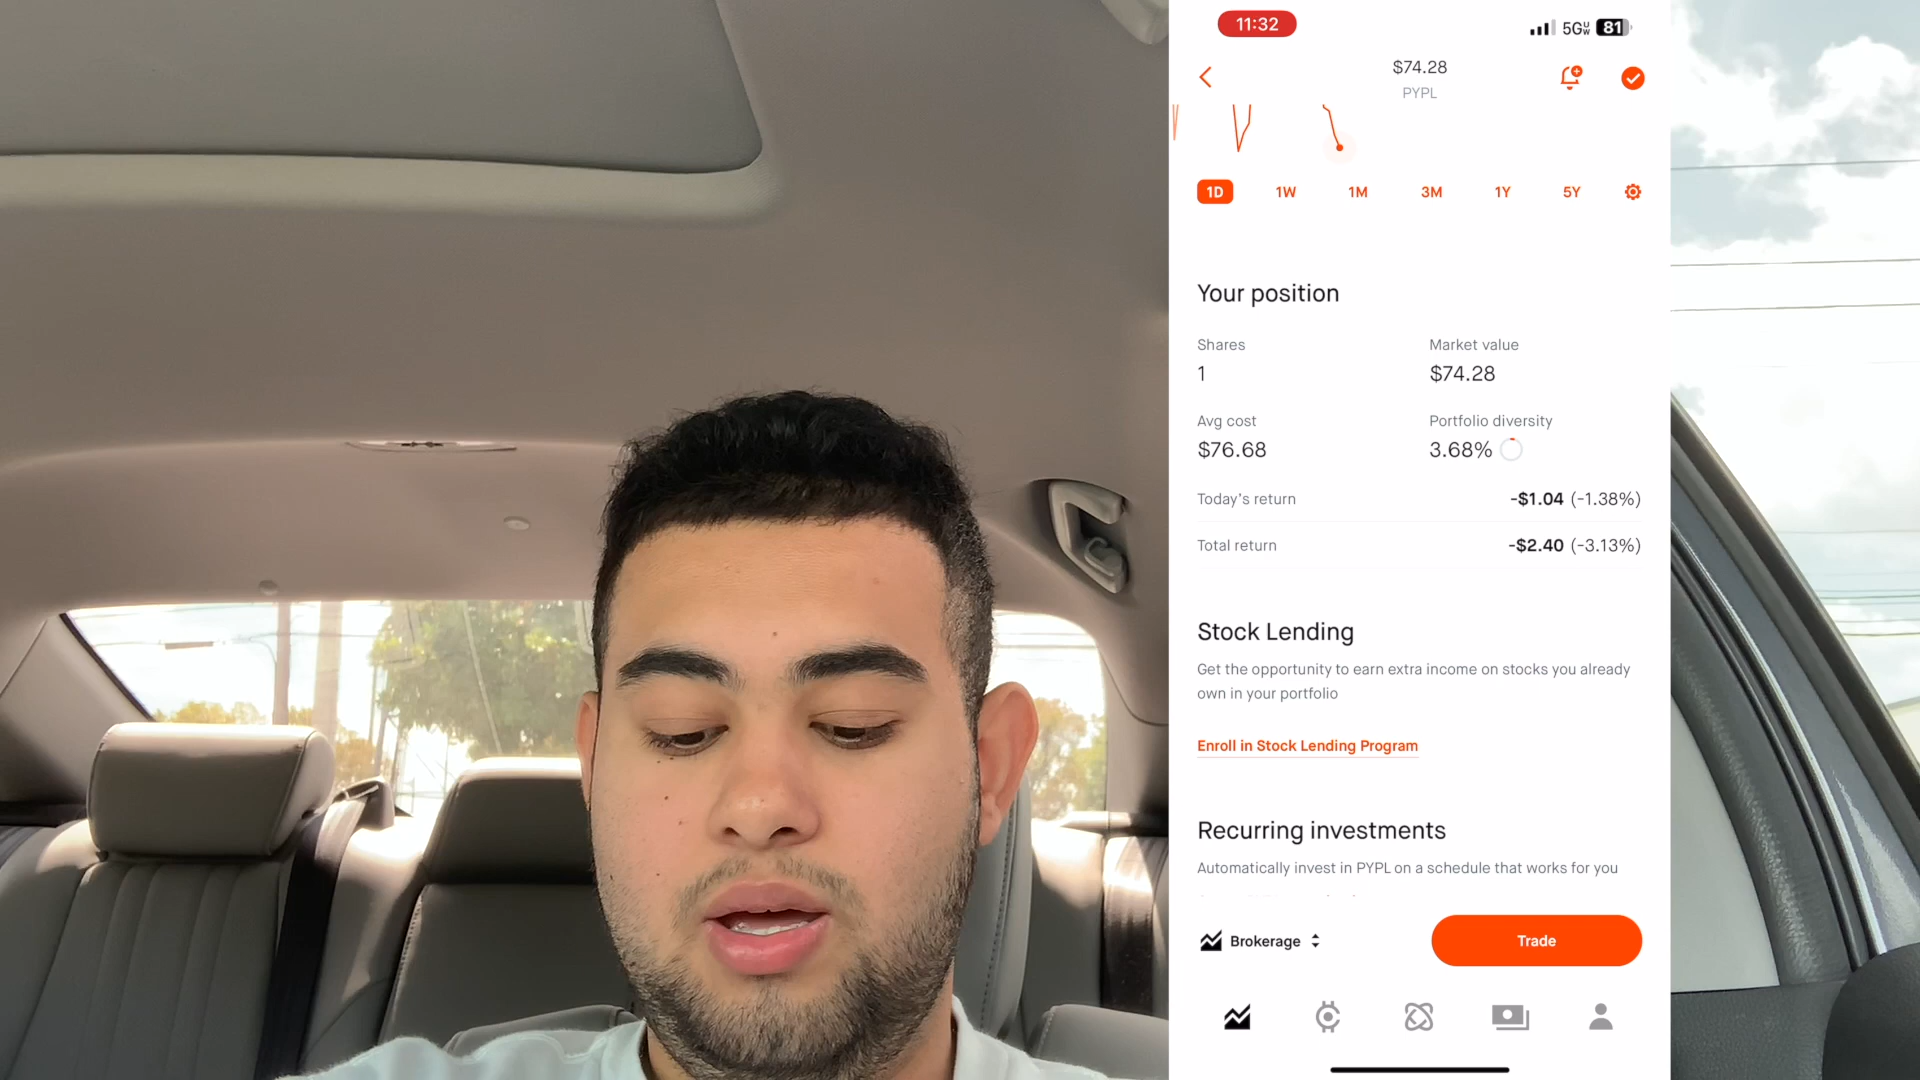 11:32
5G UW 81
$74.28
PYPL
1D 1W 1M 3M 1Y 5Y
Your position
Shares Market value
1 $74.28
Avg cost Portfolio diversity
$76.68 3.68%
Today's return -$1.04 (-1.38%)
Total return -$2.40 (-3.13%)
Stock Lending
Get the opportunity to earn extra income on stocks you already
own in your portfolio
Enroll in Stock Lending Program
Recurring investments
Automatically invest in PYPL on a schedule that works for you
Brokerage Trade